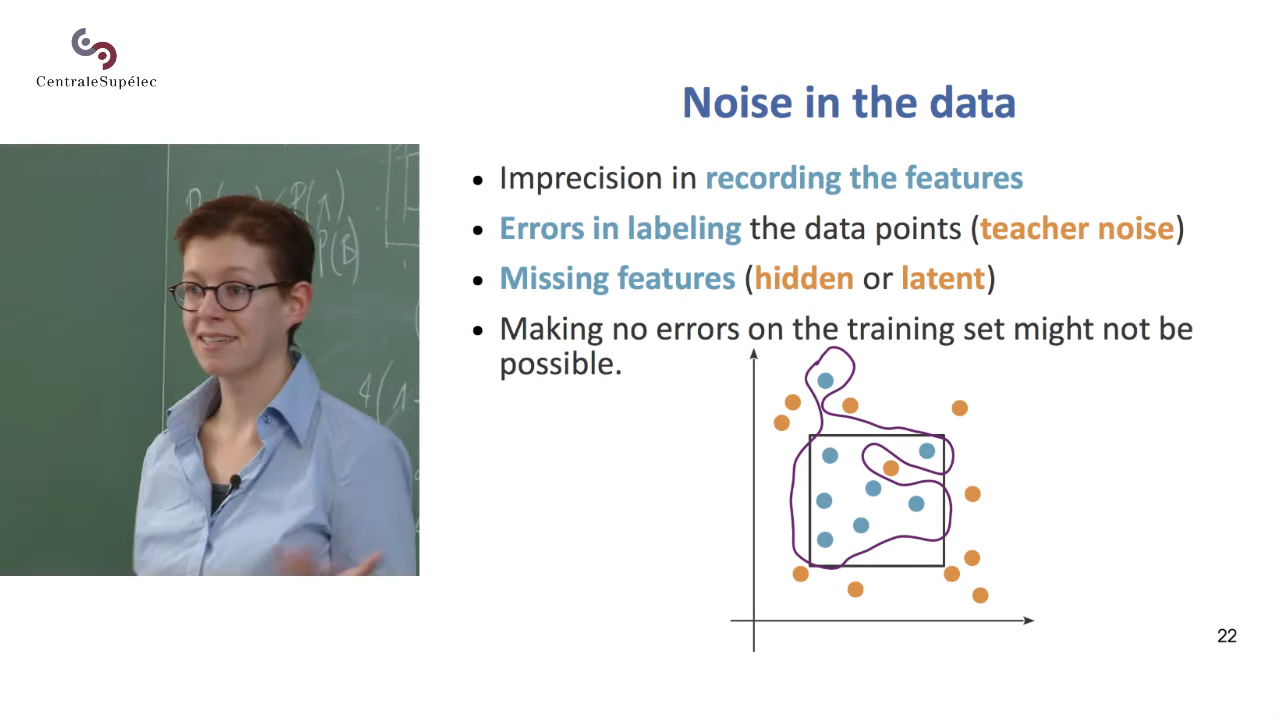 CentraleSupélec
Noise in the data
• Imprecision in recording the features
• Errors in labeling the data points (teacher noise)
• Missing features (hidden or latent)
• Making no errors on the training set might not be
possible.
22